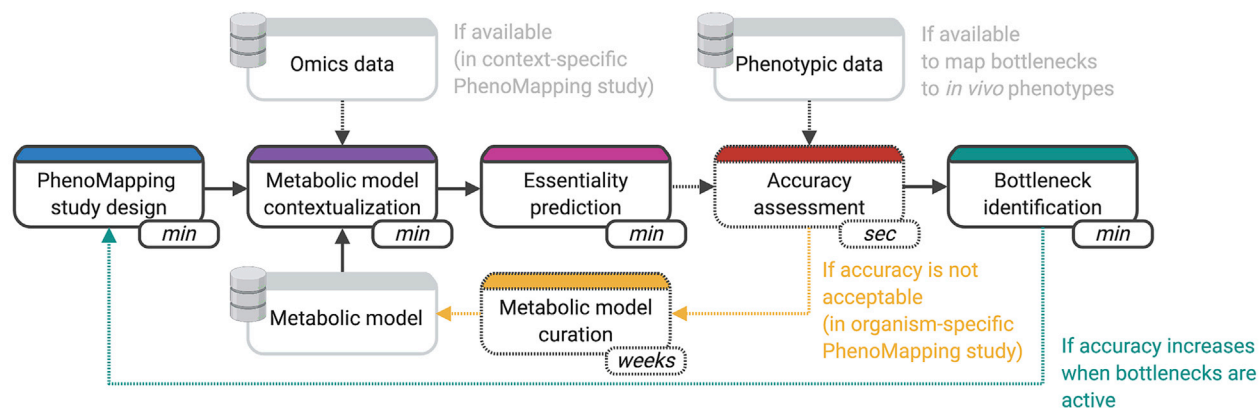 Omics data
If available
(in context-specific
PhenoMapping study)
Phenotypic data
If available
to map bottlenecks
to in vivo phenotypes
PhenoMapping
study design
min
Metabolic model
contextualization
min
Essentiality
prediction
min
Accuracy
assessment
sec
Bottleneck
identification
min
Metabolic model
Metabolic model
curation
weeks
If accuracy is not
acceptable
(in organism-specific
PhenoMapping study)
If accuracy increases
when bottlenecks are
active